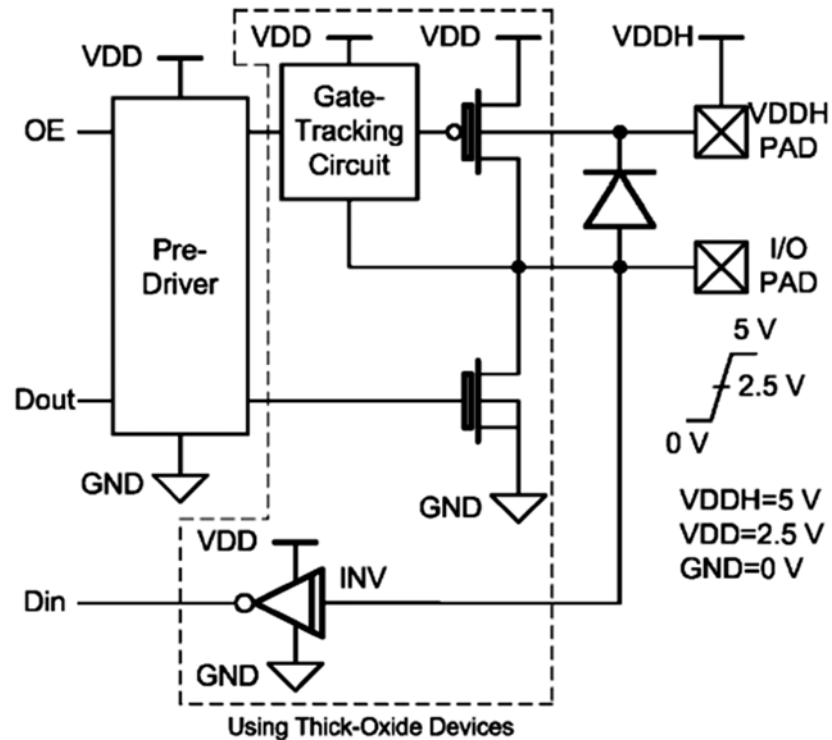 VDD
VDD
VDDH
VDD
OE
Gate-
Tracking
Circuit
VDDH
PAD
Pre-
Driver
I/O
PAD
5 V
2.5 V
0 V
Dout
GND
GND
VDDH=5 V
VDD=2.5 V
GND=0 V
VDD
INV
Din
GND
Using Thick-Oxide Devices